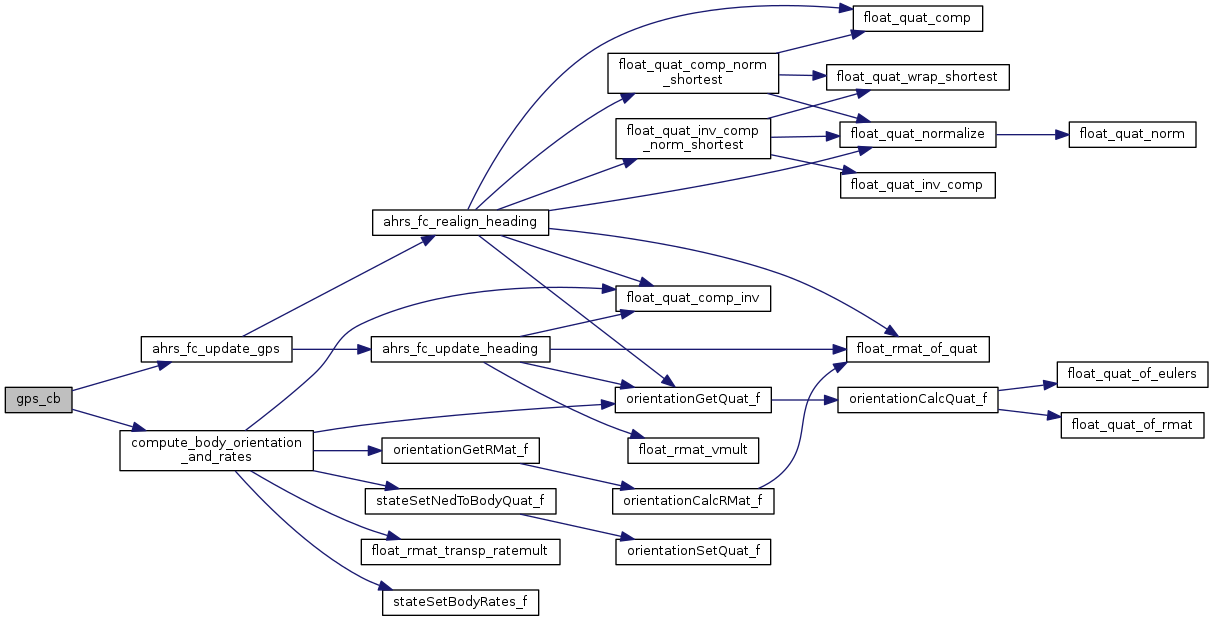 float_quat_comp
float_quat_comp_norm
_shortest
float_quat_wrap_shortest
float_quat_inv_comp
_norm_shortest
float_quat_normalize
float_quat_norm
float_quat_inv_comp
ahrs_fc_realign_heading
float_quat_comp_inv
ahrs_fc_update_gps
ahrs_fc_update_heading
float_rmat_of_quat
float_quat_of_eulers
gps_cb
orientationGetQuat_f
orientationCalcQuat_f
float_quat_of_rmat
compute_body_orientation
_and_rates
orientationGetRMat_f
float_rmat_vmult
stateSetNedToBodyQuat_f
orientationCalcRMat_f
float_rmat_transp_ratemult
orientationSetQuat_f
stateSetBodyRates_f